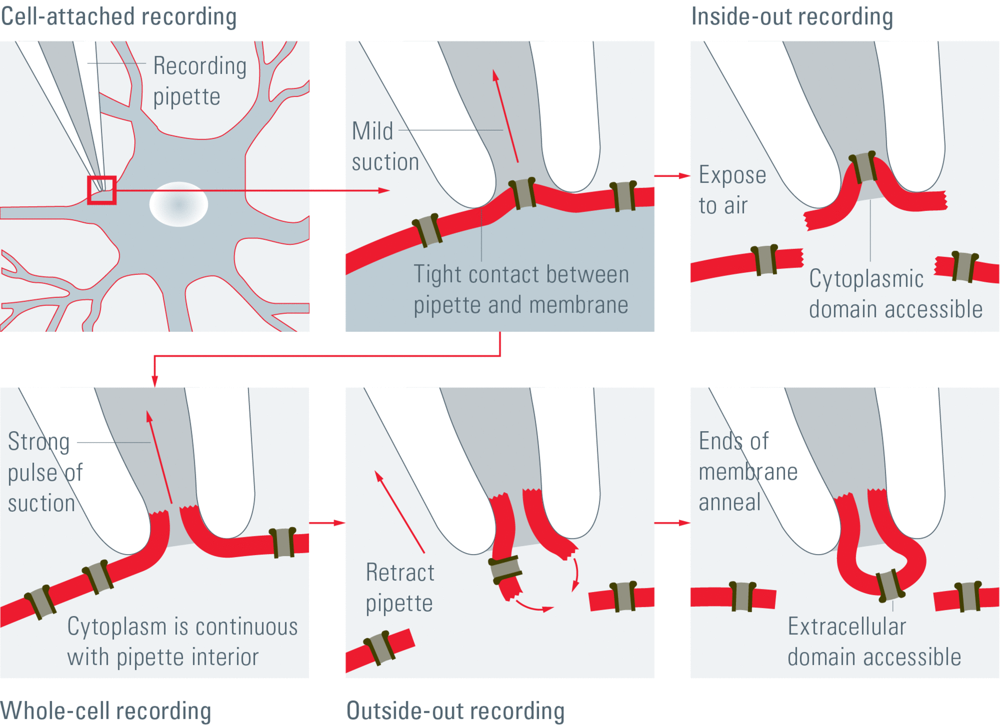 Cell-attached recording
Inside-out recording
Recording
pipette
Mild
suction
Tight contact between
pipette and membrane
Expose
to air
Cytoplasmic
domain accessible
Strong
pulse of
suction
Cytoplasm is continuous
with pipette interior
Retract
pipette
Ends of
membrane
anneal
Extracellular
domain accessible
Whole-cell recording
Outside-out recording